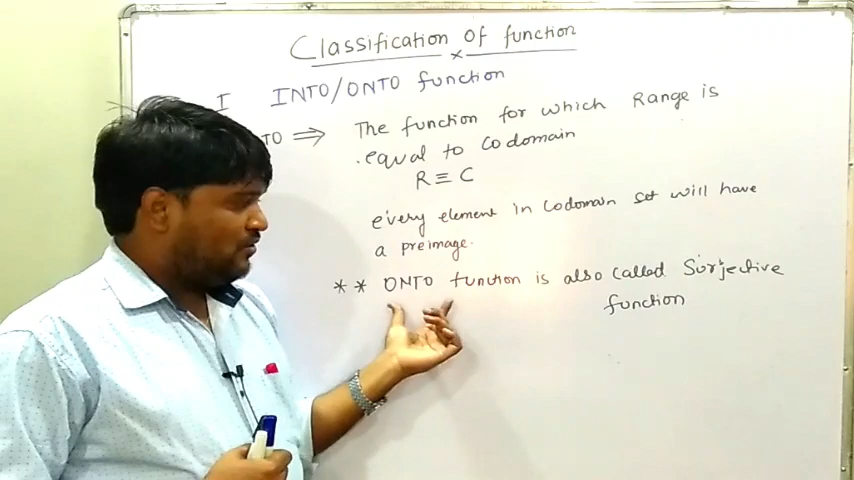 Classification of function
I INTO/ONTO function
TO ⇒ The function for which Range is
equal to Codomain
R ≡ C
every element in Codomain set will have
a preimage.
** ONTO function is also called Surjective
function